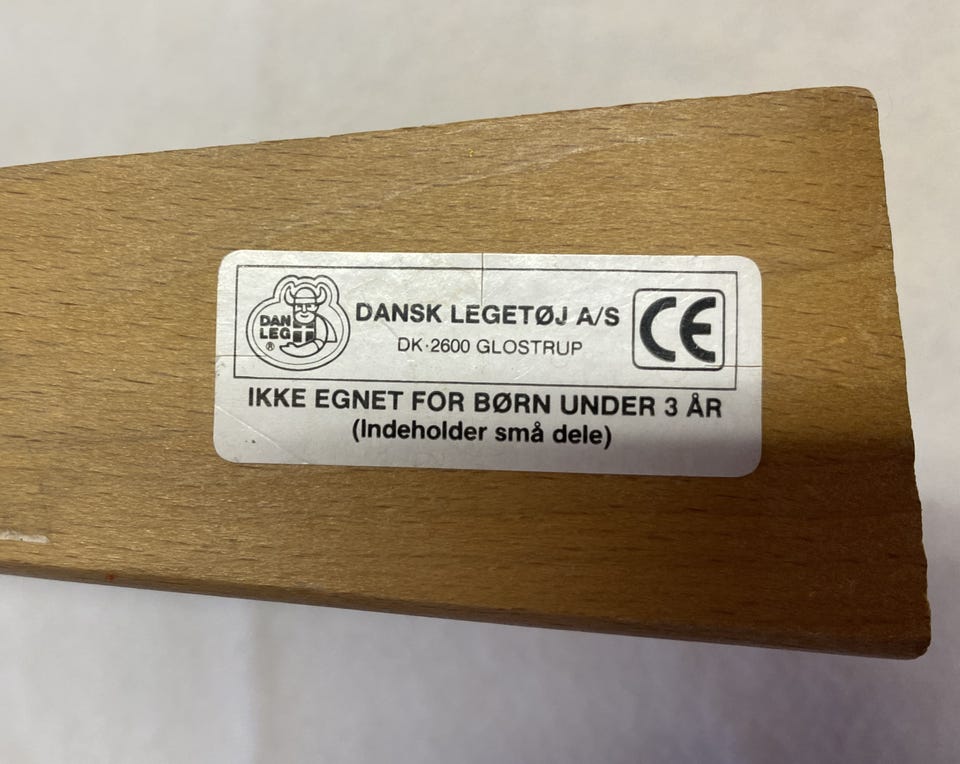 DAN
LEG
®
DANSK LEGETØJ A/S
DK-2600 GLOSTRUP
CE
IKKE EGNET FOR BØRN UNDER 3 ÅR
(Indeholder små dele)